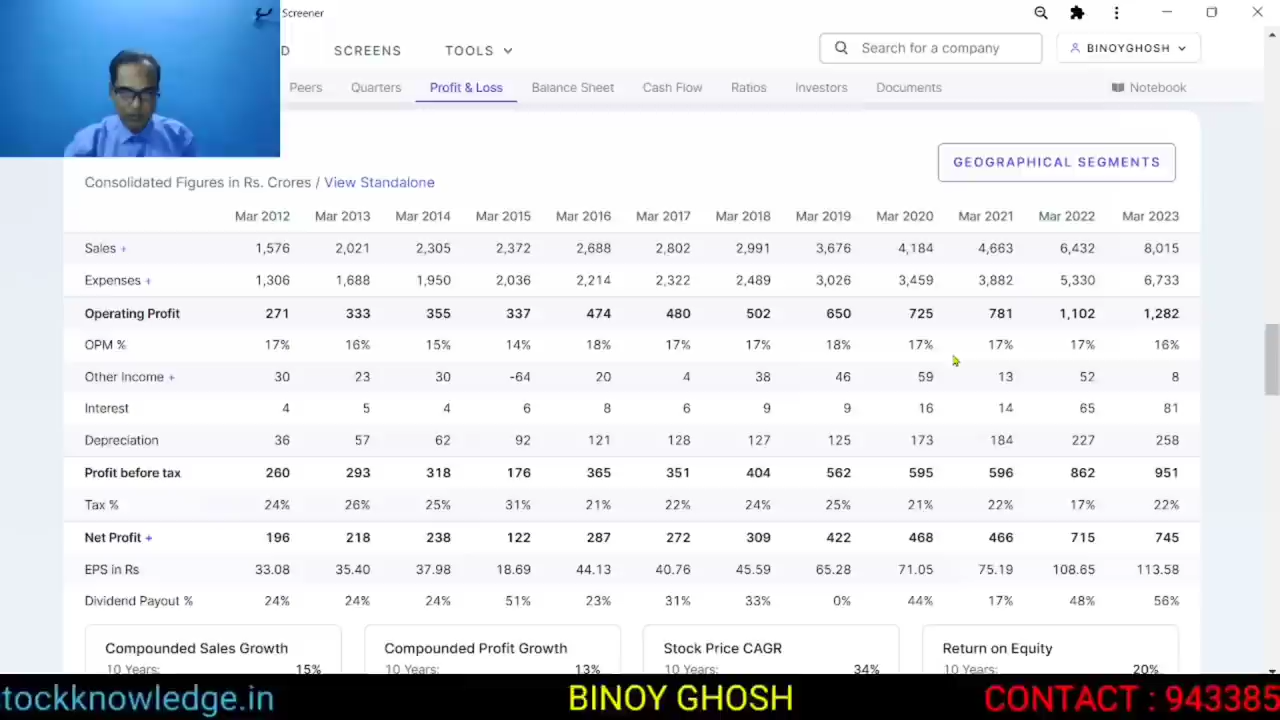 Screener
D SCREENS TOOLS Search for a company BINOYGHOSH
Peers Quarters Profit & Loss Balance Sheet Cash Flow Ratios Investors Documents Notebook
GEOGRAPHICAL SEGMENTS
Consolidated Figures in Rs. Crores / View Standalone
Mar 2012 Mar 2013 Mar 2014 Mar 2015 Mar 2016 Mar 2017 Mar 2018 Mar 2019 Mar 2020 Mar 2021 Mar 2022 Mar 2023
Sales + 1,576 2,021 2,305 2,372 2,688 2,802 2,991 3,676 4,184 4,663 6,432 8,015
Expenses + 1,306 1,688 1,950 2,036 2,214 2,322 2,489 3,026 3,459 3,882 5,330 6,733
Operating Profit 271 333 355 337 474 480 502 650 725 781 1,102 1,282
OPM % 17% 16% 15% 14% 18% 17% 17% 18% 17% 17% 17% 16%
Other Income + 30 23 30 -64 20 4 38 46 59 13 52 8
Interest 4 5 4 6 8 6 9 9 16 14 65 81
Depreciation 36 57 62 92 121 128 127 125 173 184 227 258
Profit before tax 260 293 318 176 365 351 404 562 595 596 862 951
Tax % 24% 26% 25% 31% 21% 22% 24% 25% 21% 22% 17% 22%
Net Profit + 196 218 238 122 287 272 309 422 468 466 715 745
EPS in Rs 33.08 35.40 37.98 18.69 44.13 40.76 45.59 65.28 71.05 75.19 108.65 113.58
Dividend Payout % 24% 24% 24% 51% 23% 31% 33% 0% 44% 17% 48% 56%
Compounded Sales Growth Compounded Profit Growth Stock Price CAGR Return on Equity
10 Years: 15% 10 Years: 13% 10 Years: 34% 10 Years: 20%
tockknowledge.in BINOY GHOSH CONTACT : 943385